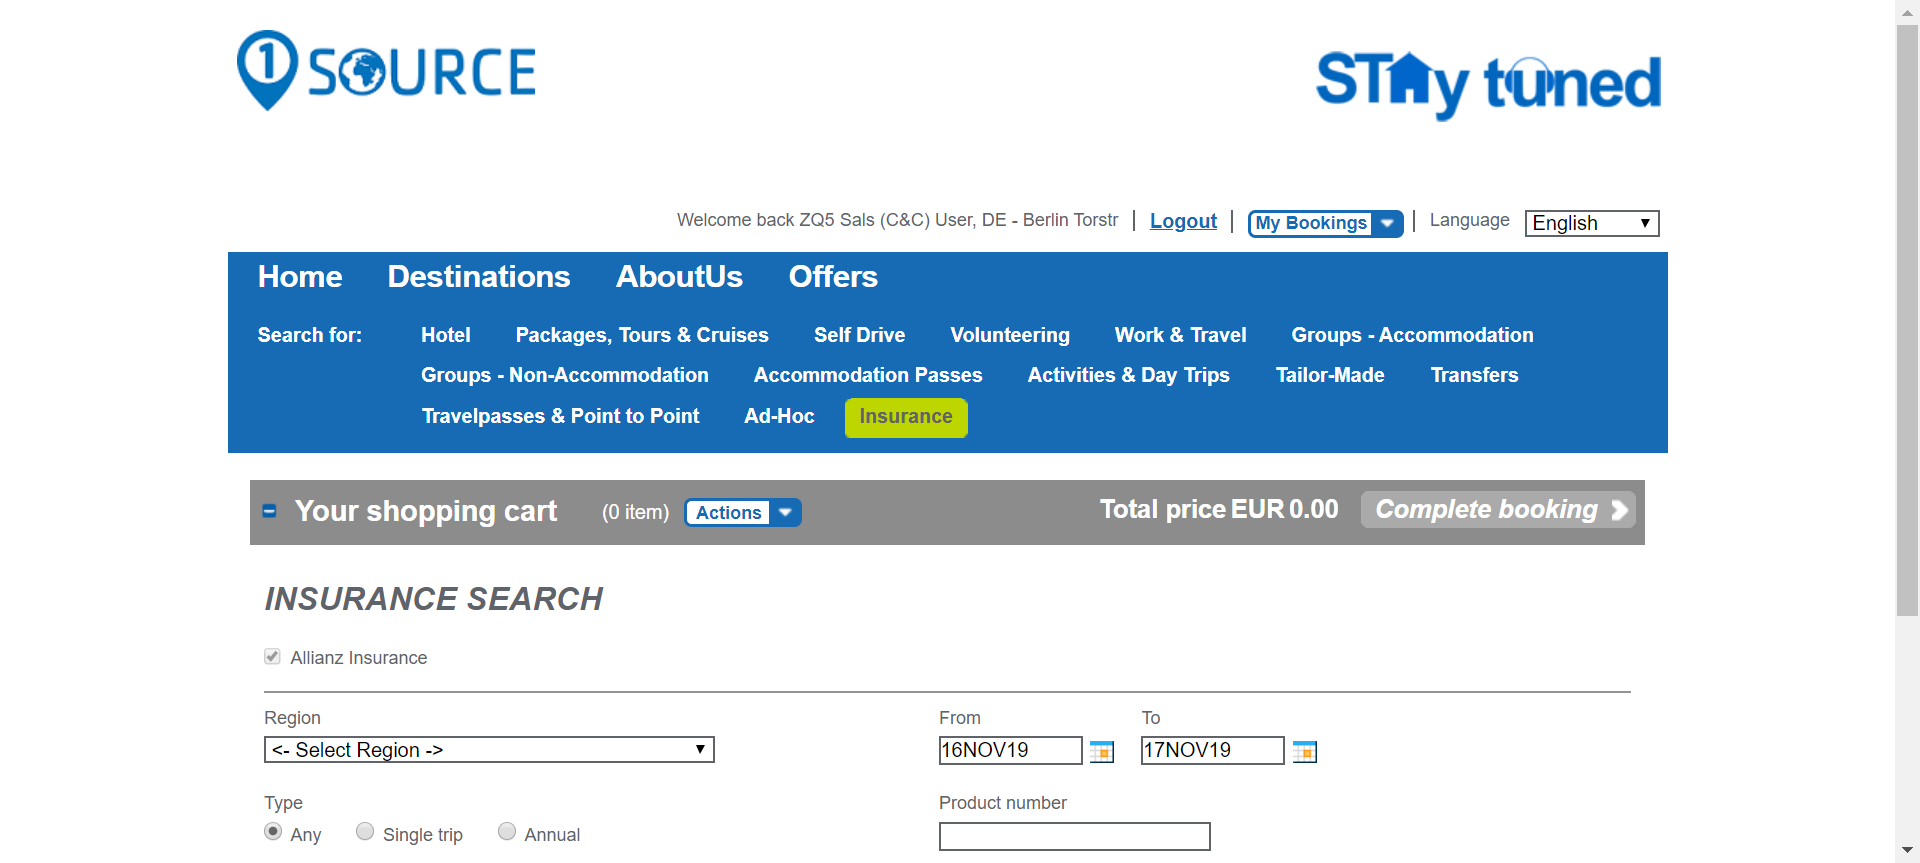 1 SOURCE
STAy tuned
Welcome back ZQ5 Sals (C&C) User, DE - Berlin Torstr | Logout | My Bookings | Language English
Home Destinations AboutUs Offers
Search for: Hotel Packages, Tours & Cruises Self Drive Volunteering Work & Travel Groups - Accommodation
Groups - Non-Accommodation Accommodation Passes Activities & Day Trips Tailor-Made Transfers
Travelpasses & Point to Point Ad-Hoc Insurance
Your shopping cart (0 item) Actions Total price EUR 0.00 Complete booking
INSURANCE SEARCH
Allianz Insurance
Region From To
<- Select Region -> 16NOV19 17NOV19
Type Product number
Any Single trip Annual